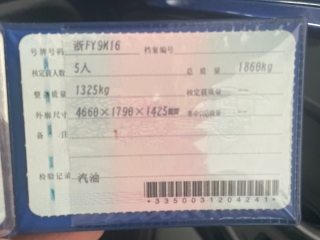 号牌号码 浙FY9M16 档案编号
核定载人数 5人 总质量 1860kg
整备质量 1325kg 核定载质量 --
外廓尺寸 4660×1790×1425mm 准牵引总质量 --
备注
检验记录 汽油
*3350031204241*